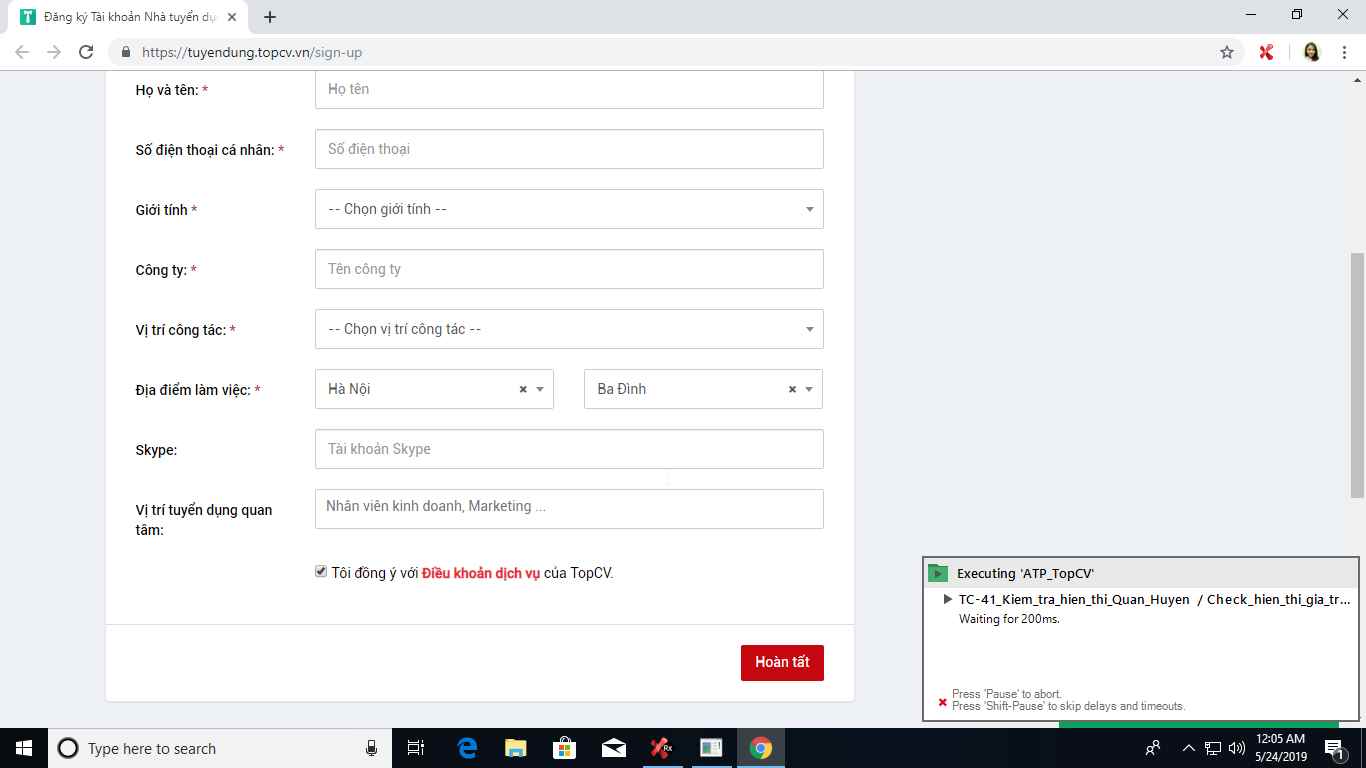 Đăng ký Tài khoản Nhà tuyển dụ
https://tuyendung.topcv.vn/sign-up
Họ và tên: *
Họ tên
Số điện thoại cá nhân: *
Số điện thoại
Giới tính *
-- Chọn giới tính --
Công ty: *
Tên công ty
Vị trí công tác: *
-- Chọn vị trí công tác --
Địa điểm làm việc: *
Hà Nội
Ba Đình
Skype:
Tài khoản Skype
Vị trí tuyển dụng quan
tâm:
Nhân viên kinh doanh, Marketing ...
Tôi đồng ý với Điều khoản dịch vụ của TopCV.
Hoàn tất
Executing 'ATP_TopCV'
TC-41_Kiem_tra_hien_thi_Quan_Huyen / Check_hien_thi_gia_tr...
Waiting for 200ms.
Press 'Pause' to abort.
Press 'Shift-Pause' to skip delays and timeouts.
Type here to search
Rx
12:05 AM
5/24/2019
1